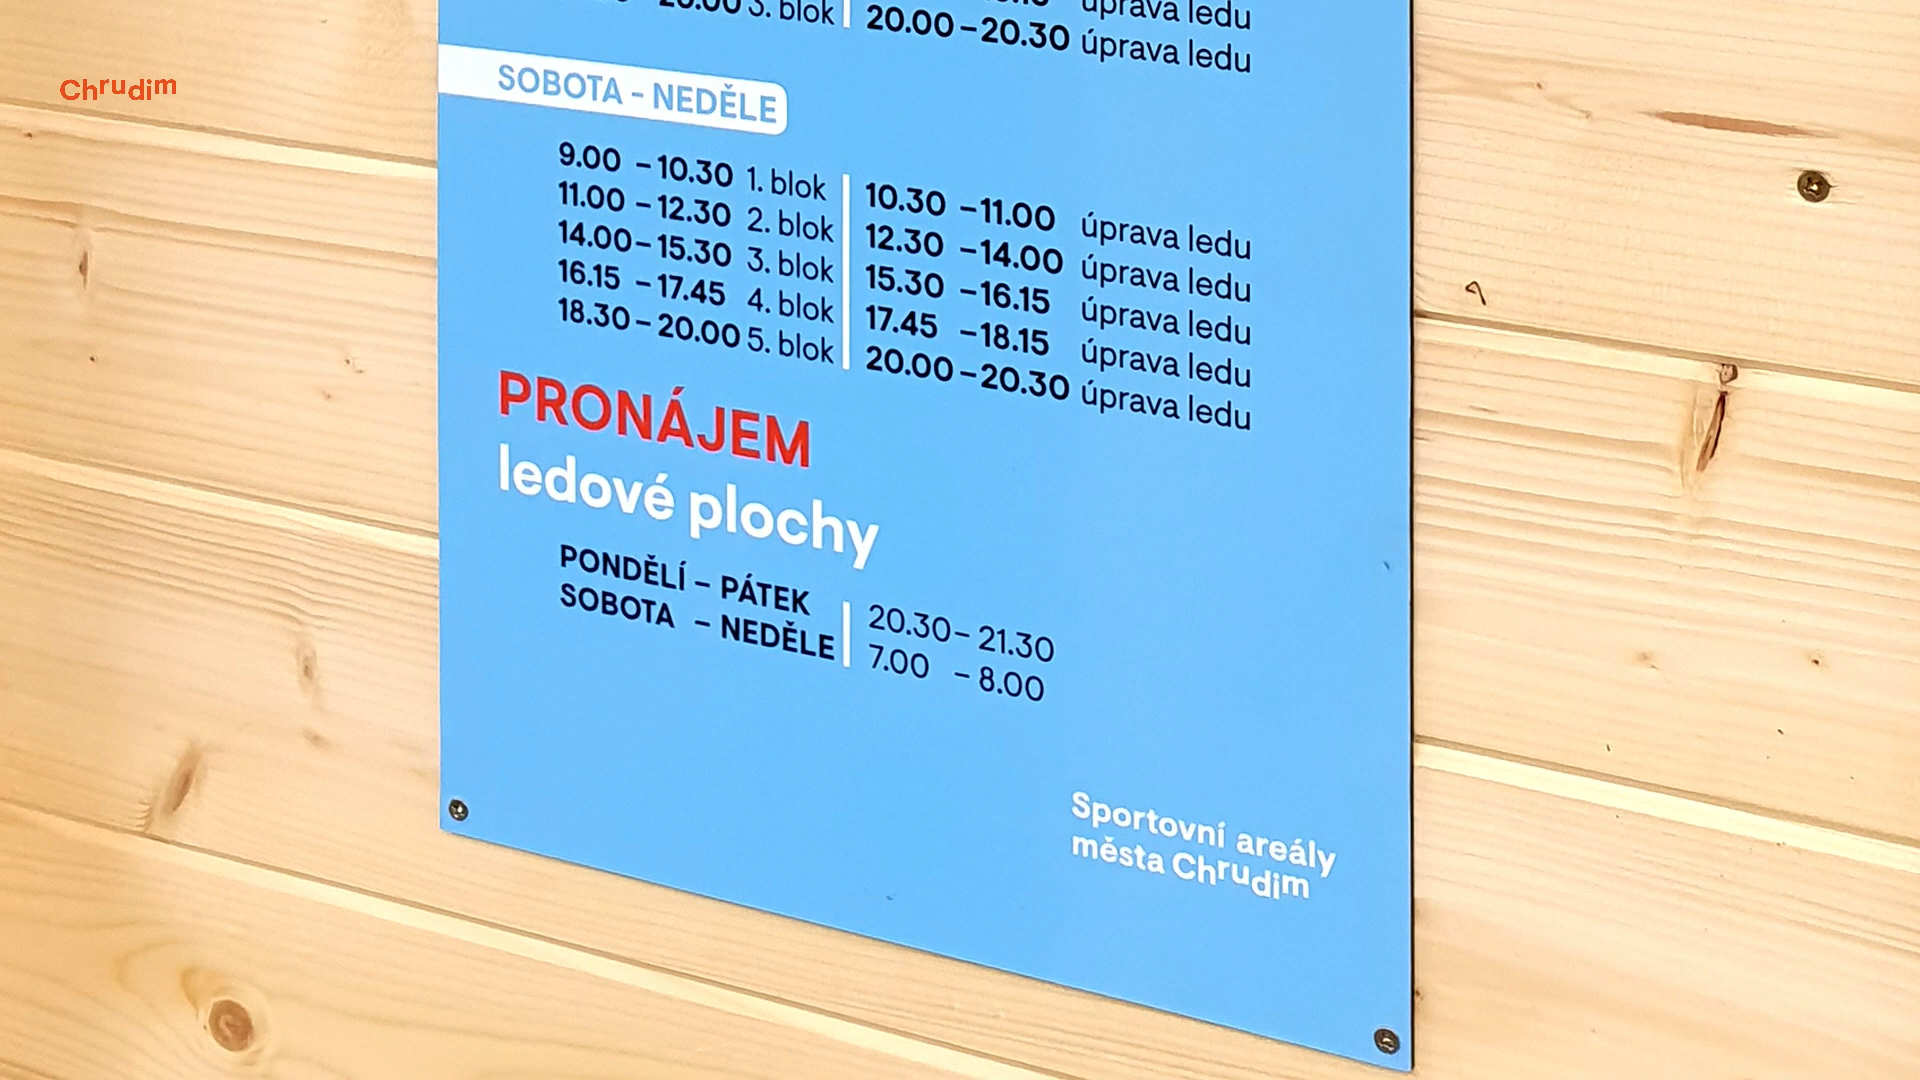 Chrudim
3. blok úprava ledu
20.00 – 20.30 úprava ledu
SOBOTA - NEDĚLE
9.00 – 10.30 1. blok 10.30 – 11.00 úprava ledu
11.00 – 12.30 2. blok 12.30 – 14.00 úprava ledu
14.00 – 15.30 3. blok 15.30 – 16.15 úprava ledu
16.15 – 17.45 4. blok 17.45 – 18.15 úprava ledu
18.30 – 20.00 5. blok 20.00 – 20.30 úprava ledu
PRONÁJEM
ledové plochy
PONDĚLÍ – PÁTEK 20.30 – 21.30
SOBOTA – NEDĚLE 7.00 – 8.00
Sportovní areály
města Chrudim